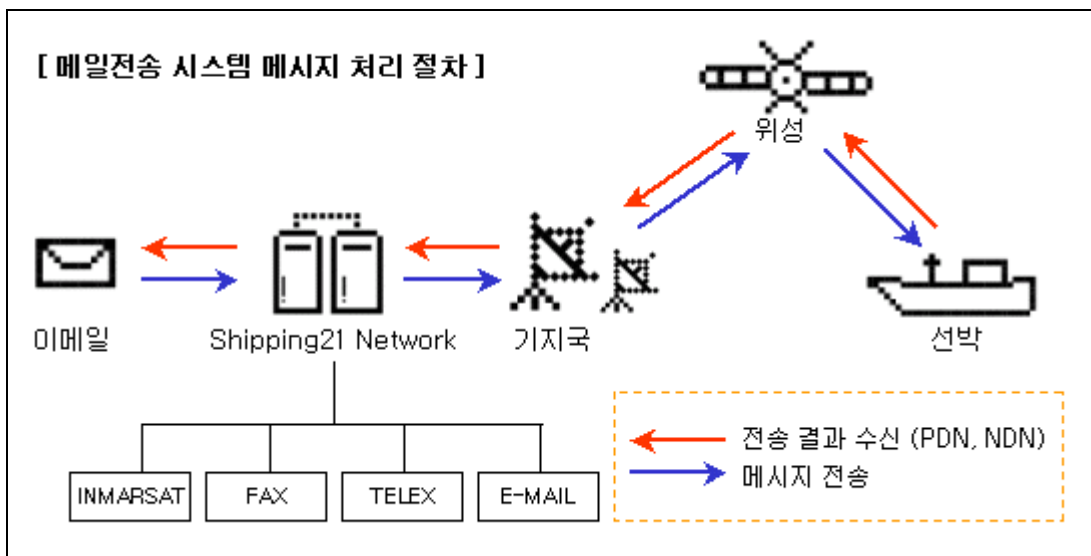 [ 메일전송 시스템 메시지 처리 절차 ]
위성
이메일
Shipping21 Network
기지국
선박
INMARSAT
FAX
TELEX
E-MAIL
전송 결과 수신 (PDN, NDN)
메시지 전송